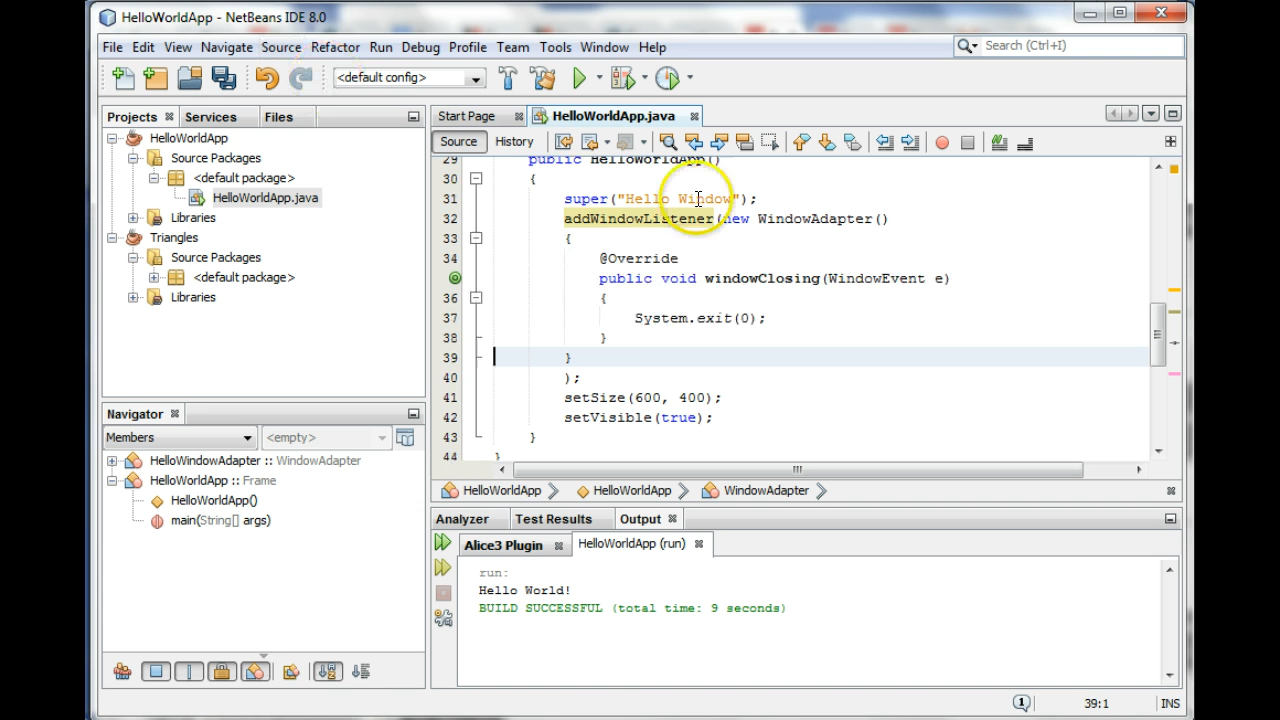 HelloWorldApp - NetBeans IDE 8.0
File Edit View Navigate Source Refactor Run Debug Profile Team Tools Window Help
Search (Ctrl+I)
<default config>
Projects Services Files
HelloWorldApp
Source Packages
<default package>
HelloWorldApp.java
Libraries
Triangles
Source Packages
<default package>
Libraries
Navigator
Members <empty>
HelloWindowAdapter :: WindowAdapter
HelloWorldApp :: Frame
HelloWorldApp()
main(String[] args)
Start Page HelloWorldApp.java
Source History
29 public HelloWorldApp()
30 {
31 super("Hello Window");
32 addWindowListener(new WindowAdapter()
33 {
34 @Override
public void windowClosing(WindowEvent e)
36 {
37 System.exit(0);
38 }
39 }
40 );
41 setSize(600, 400);
42 setVisible(true);
43 }
44 }
HelloWorldApp HelloWorldApp WindowAdapter
Analyzer Test Results Output
Alice3 Plugin HelloWorldApp (run)
run:
Hello World!
BUILD SUCCESSFUL (total time: 9 seconds)
1 39:1 INS